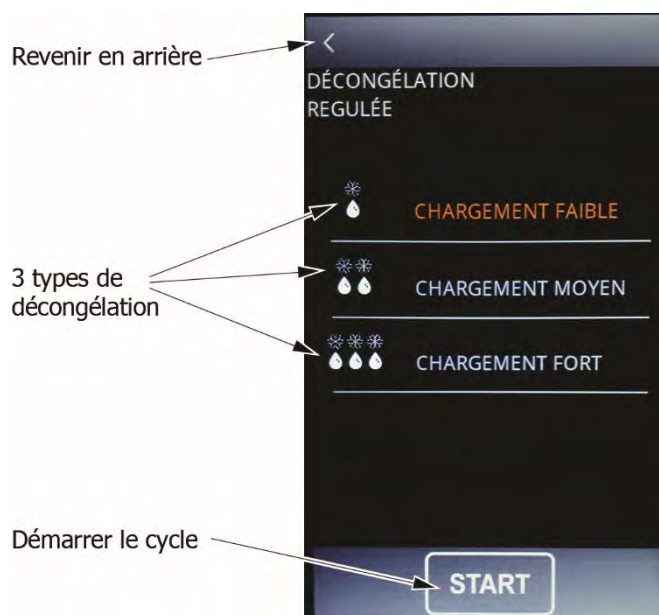 Revenir en arrière
<
DÉCONGÉLATION
REGULÉE
CHARGEMENT FAIBLE
3 types de
décongélation
CHARGEMENT MOYEN
CHARGEMENT FORT
Démarrer le cycle
START